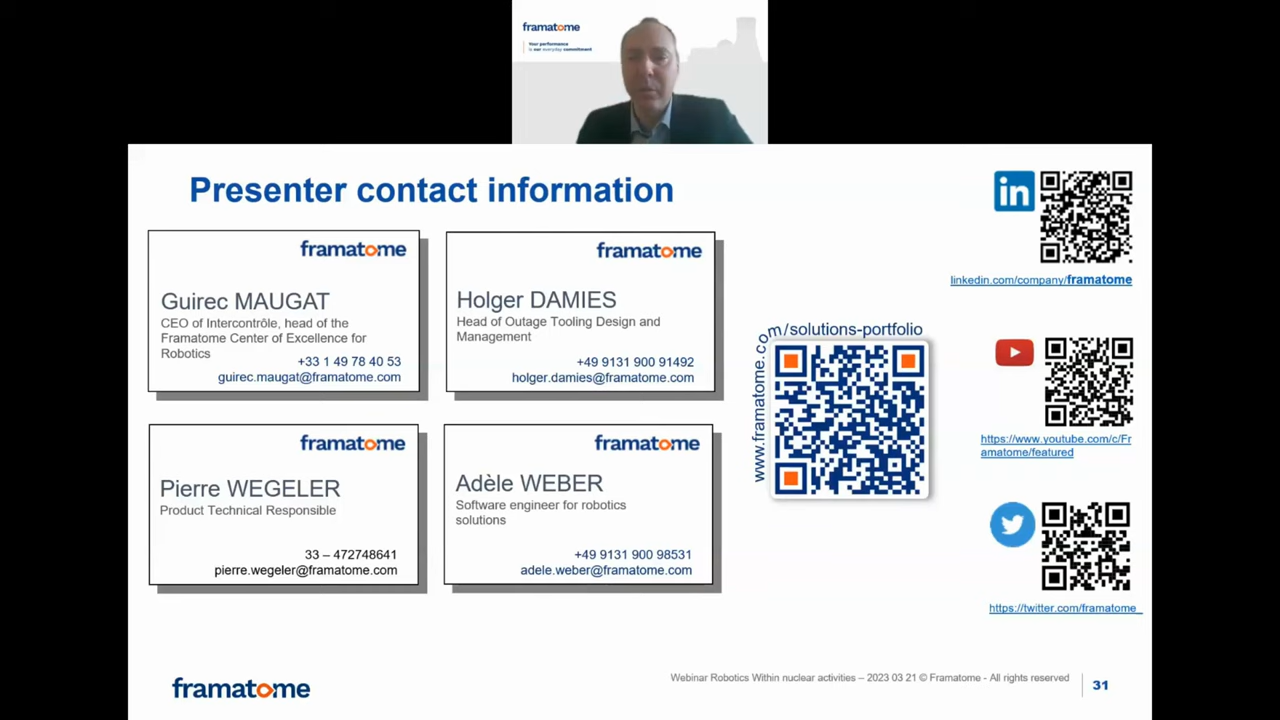 framatome
Your performance
is our everyday commitment
Presenter contact information
framatome
Guirec MAUGAT
CEO of Intercontrôle, head of the
Framatome Center of Excellence for
Robotics
+33 1 49 78 40 53
guirec.maugat@framatome.com
framatome
Holger DAMIES
Head of Outage Tooling Design and
Management
+49 9131 900 91492
holger.damies@framatome.com
framatome
Pierre WEGELER
Product Technical Responsible
33 – 472748641
pierre.wegeler@framatome.com
framatome
Adèle WEBER
Software engineer for robotics
solutions
+49 9131 900 98531
adele.weber@framatome.com
www.framatome.com/solutions-portfolio
in
linkedin.com/company/framatome
https://www.youtube.com/c/Fr
amatome/featured
https://twitter.com/framatome_
framatome
Webinar Robotics Within nuclear activities – 2023 03 21 © Framatome - All rights reserved
31